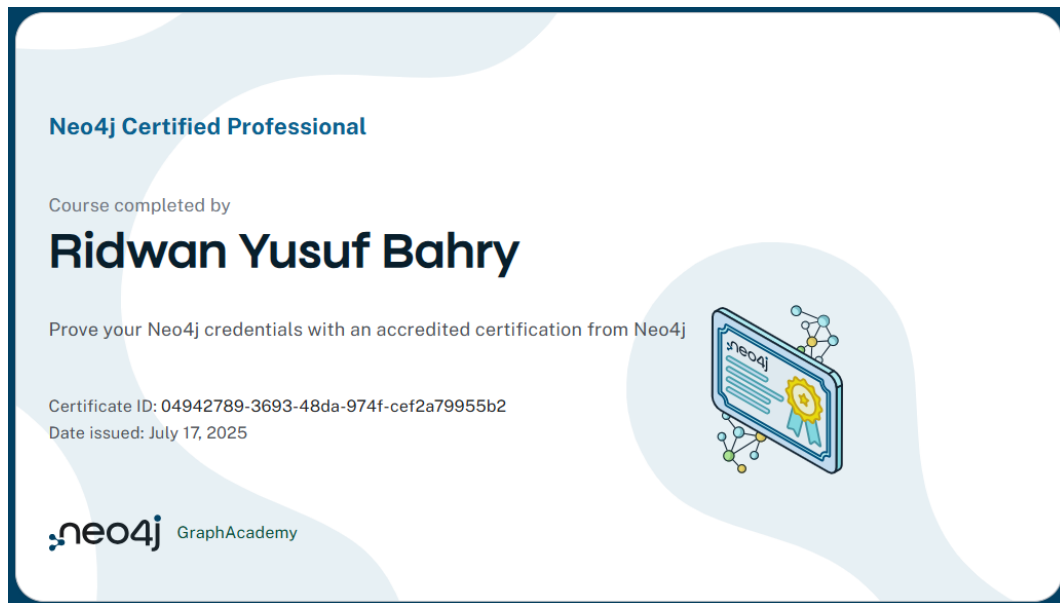 Neo4j Certified Professional
Course completed by
Ridwan Yusuf Bahry
Prove your Neo4j credentials with an accredited certification from Neo4j
neo4j
Certificate ID: 04942789-3693-48da-974f-cef2a79955b2
Date issued: July 17, 2025
neo4j GraphAcademy